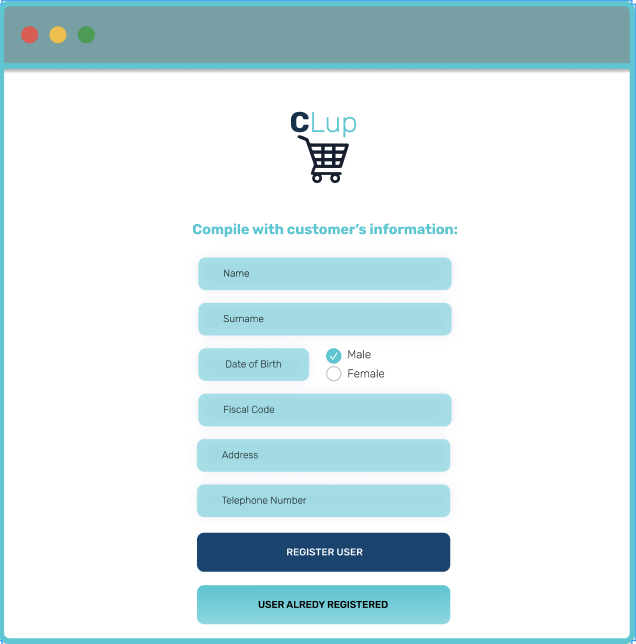 CLup
Compile with customer's information:
Name
Surname
Date of Birth
Male
Female
Fiscal Code
Address
Telephone Number
REGISTER USER
USER ALREDY REGISTERED